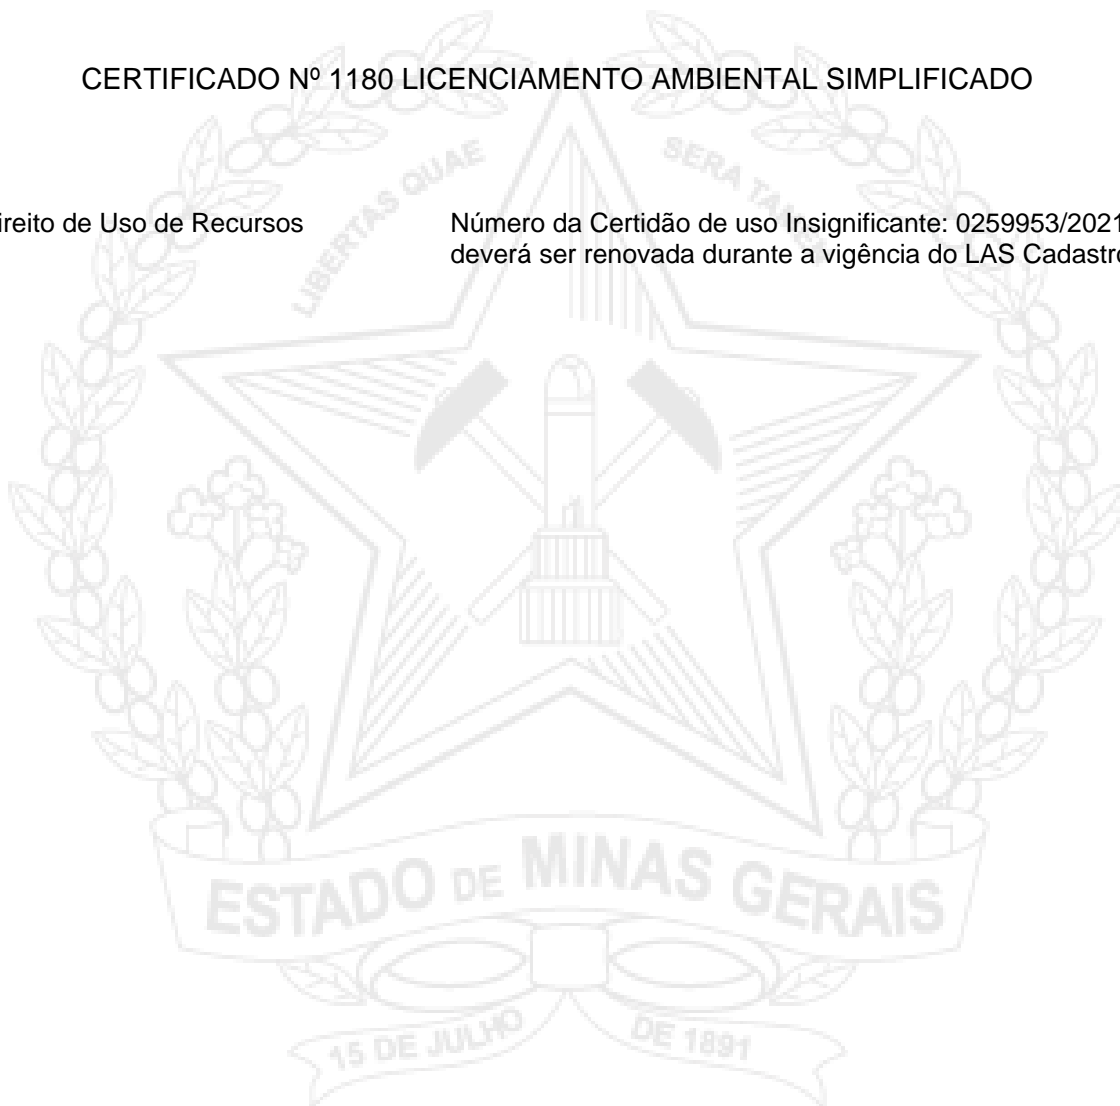 CERTIFICADO Nº 1180 LICENCIAMENTO AMBIENTAL SIMPLIFICADO
LIBERTAS QUAE
SERA TAMEN
ireito de Uso de Recursos
Número da Certidão de uso Insignificante: 0259953/2021
deverá ser renovada durante a vigência do LAS Cadastro
ESTADO DE MINAS GERAIS
15 DE JULHO
DE 1891